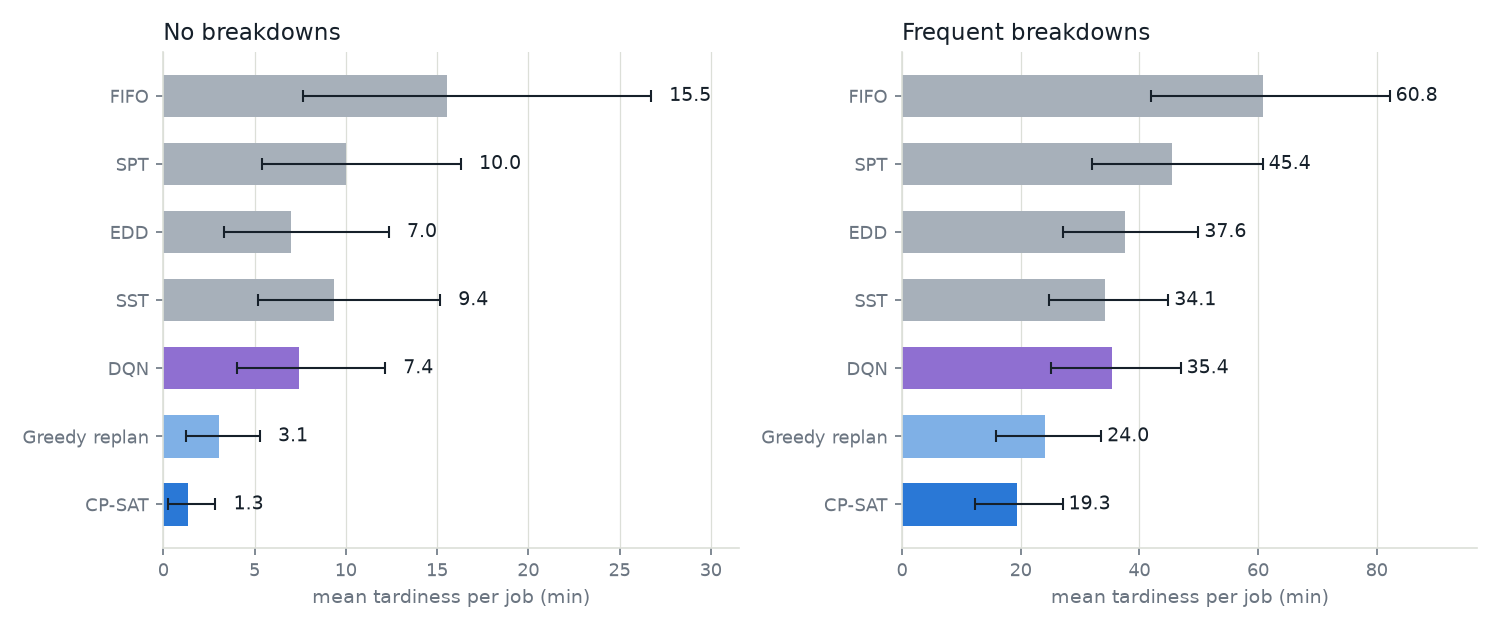 No breakdowns
FIFO 15.5
SPT 10.0
EDD 7.0
SST 9.4
DQN 7.4
Greedy replan 3.1
CP-SAT 1.3
0 5 10 15 20 25 30
mean tardiness per job (min)
Frequent breakdowns
FIFO 60.8
SPT 45.4
EDD 37.6
SST 34.1
DQN 35.4
Greedy replan 24.0
CP-SAT 19.3
0 20 40 60 80
mean tardiness per job (min)